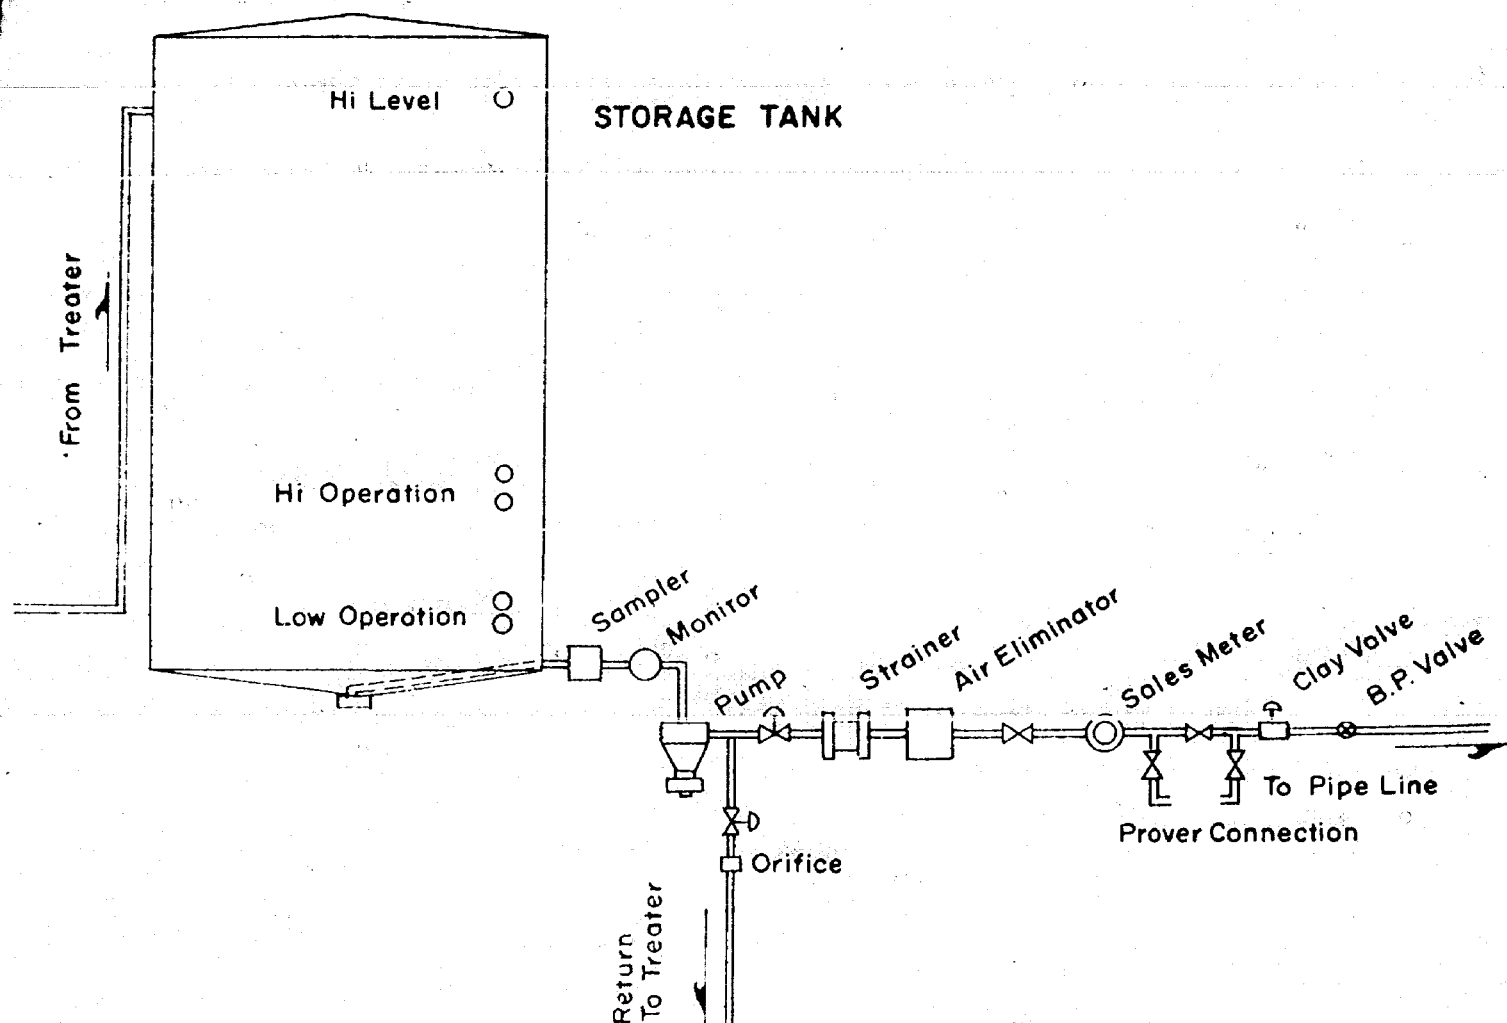 Hi Level
STORAGE TANK
From Treater
Hi Operation
Low Operation
Sampler
Monitor
Pump
Strainer
Air Eliminator
Sales Meter
Clay Valve
B.P. Valve
To Pipe Line
Prover Connection
Orifice
Return
To Treater